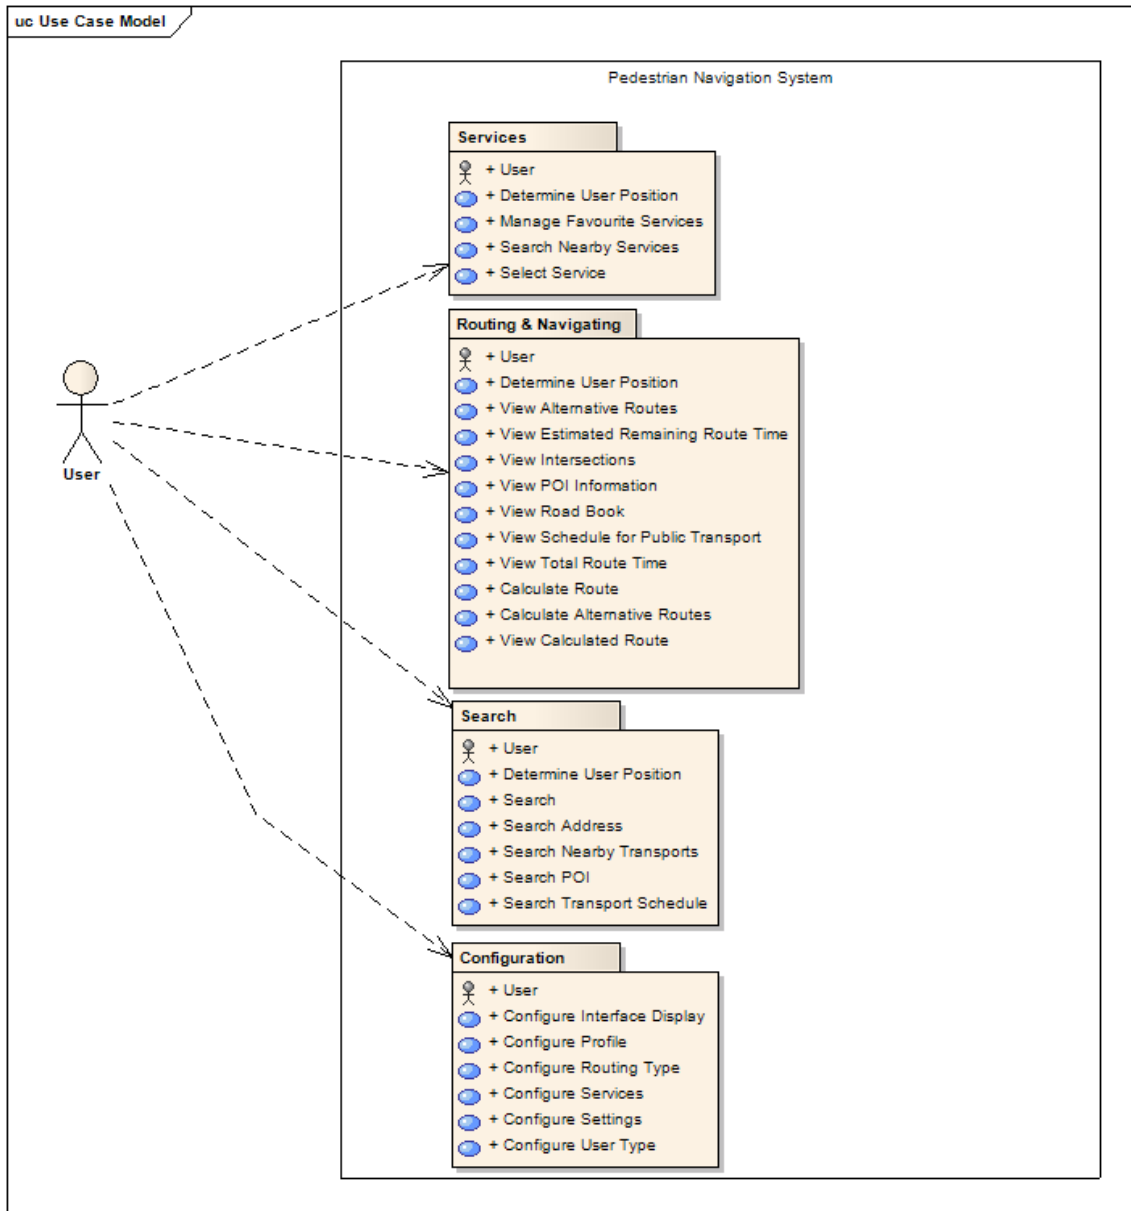 uc Use Case Model
Pedestrian Navigation System
Services
+ User
+ Determine User Position
+ Manage Favourite Services
+ Search Nearby Services
+ Select Service
Routing & Navigating
+ User
+ Determine User Position
+ View Alternative Routes
+ View Estimated Remaining Route Time
+ View Intersections
+ View POI Information
+ View Road Book
+ View Schedule for Public Transport
+ View Total Route Time
+ Calculate Route
+ Calculate Alternative Routes
+ View Calculated Route
User
Search
+ User
+ Determine User Position
+ Search
+ Search Address
+ Search Nearby Transports
+ Search POI
+ Search Transport Schedule
Configuration
+ User
+ Configure Interface Display
+ Configure Profile
+ Configure Routing Type
+ Configure Services
+ Configure Settings
+ Configure User Type